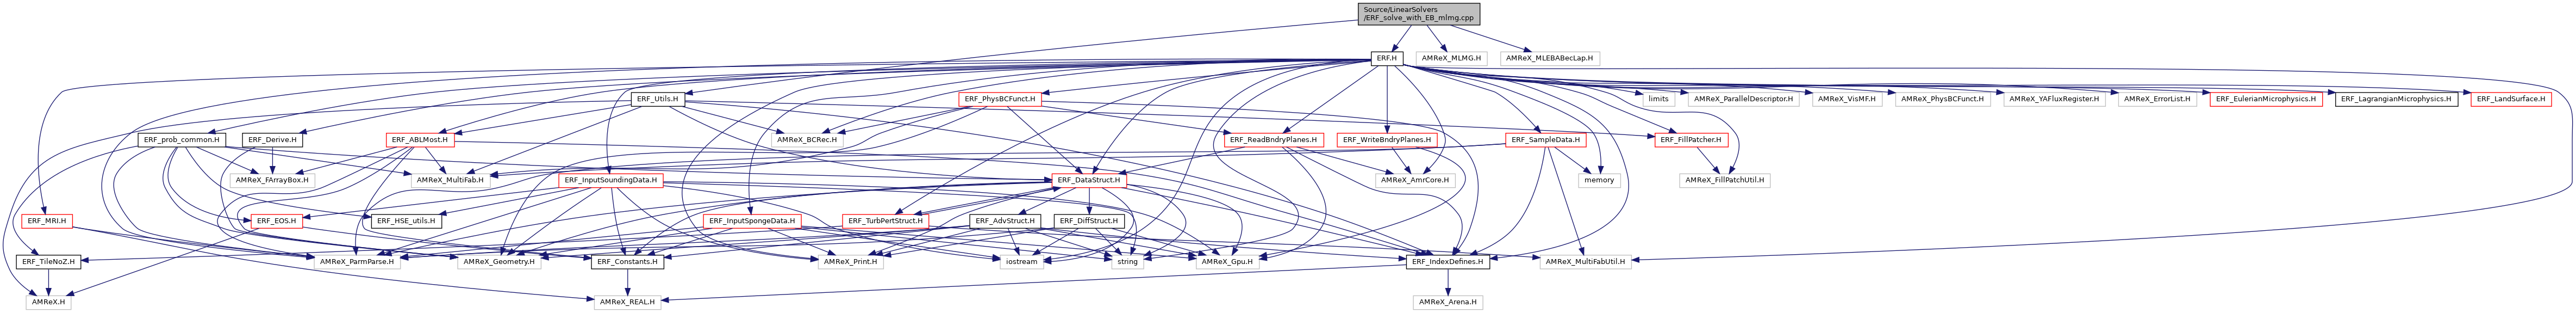 Source/LinearSolvers
/ERF_solve_with_EB_mlmg.cpp
ERF.H
AMReX_MLMG.H
AMReX_MLEBABecLap.H
ERF_Utils.H
ERF_PhysBCFunct.H
limits
AMReX_ParallelDescriptor.H
AMReX_VisMF.H
AMReX_PhysBCFunct.H
AMReX_YAFluxRegister.H
AMReX_ErrorList.H
ERF_EulerianMicrophysics.H
ERF_LagrangianMicrophysics.H
ERF_LandSurface.H
ERF_prob_common.H
ERF_Derive.H
ERF_ABLMost.H
AMReX_BCRec.H
ERF_ReadBndryPlanes.H
ERF_WriteBndryPlanes.H
ERF_SampleData.H
ERF_FillPatcher.H
AMReX_FArrayBox.H
AMReX_MultiFab.H
ERF_InputSoundingData.H
ERF_DataStruct.H
AMReX_AmrCore.H
memory
AMReX_FillPatchUtil.H
ERF_MRI.H
ERF_EOS.H
ERF_HSE_utils.H
ERF_InputSpongeData.H
ERF_TurbPertStruct.H
ERF_AdvStruct.H
ERF_DiffStruct.H
ERF_TileNoZ.H
AMReX_ParmParse.H
AMReX_Geometry.H
ERF_Constants.H
AMReX_Print.H
iostream
string
AMReX_Gpu.H
ERF_IndexDefines.H
AMReX_MultiFabUtil.H
AMReX.H
AMReX_REAL.H
AMReX_Arena.H